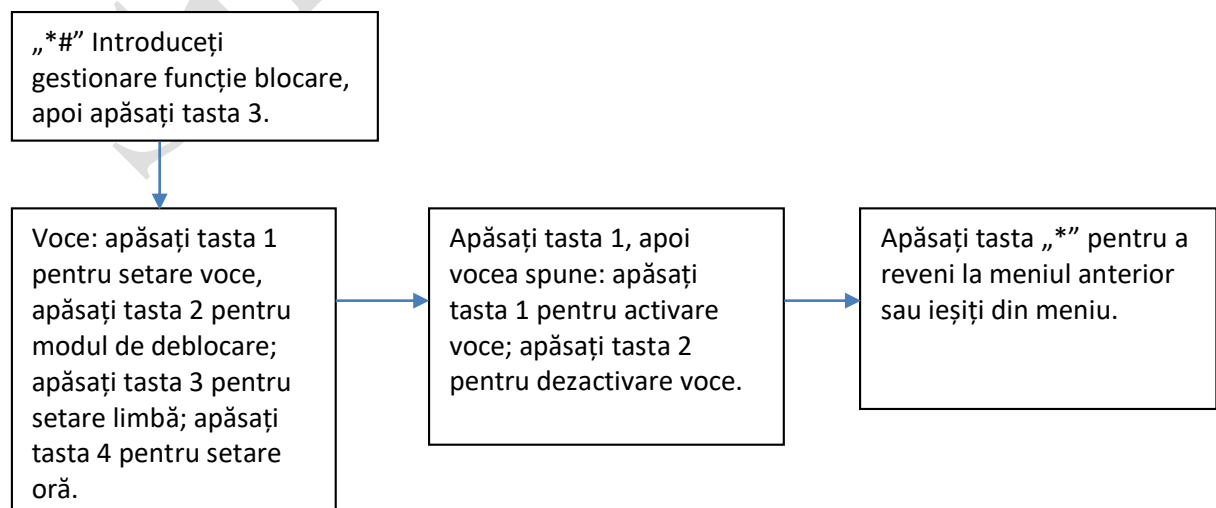 „*#” Introduceți
gestionare funcție blocare,
apoi apăsați tasta 3.
Voce: apăsați tasta 1
pentru setare voce,
apăsați tasta 2 pentru
modul de deblocare;
apăsați tasta 3 pentru
setare limbă; apăsați
tasta 4 pentru setare
oră.
Apăsați tasta 1, apoi
vocea spune: apăsați
tasta 1 pentru activare
voce; apăsați tasta 2
pentru dezactivare voce.
Apăsați tasta „*” pentru a
reveni la meniul anterior
sau ieșiți din meniu.